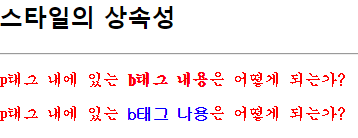 스타일의 상속성
p태그 내에 있는 b태그 내용은 어떻게 되는가?
p태그 내에 있는 b태그 나용은 어떻게 되는가?